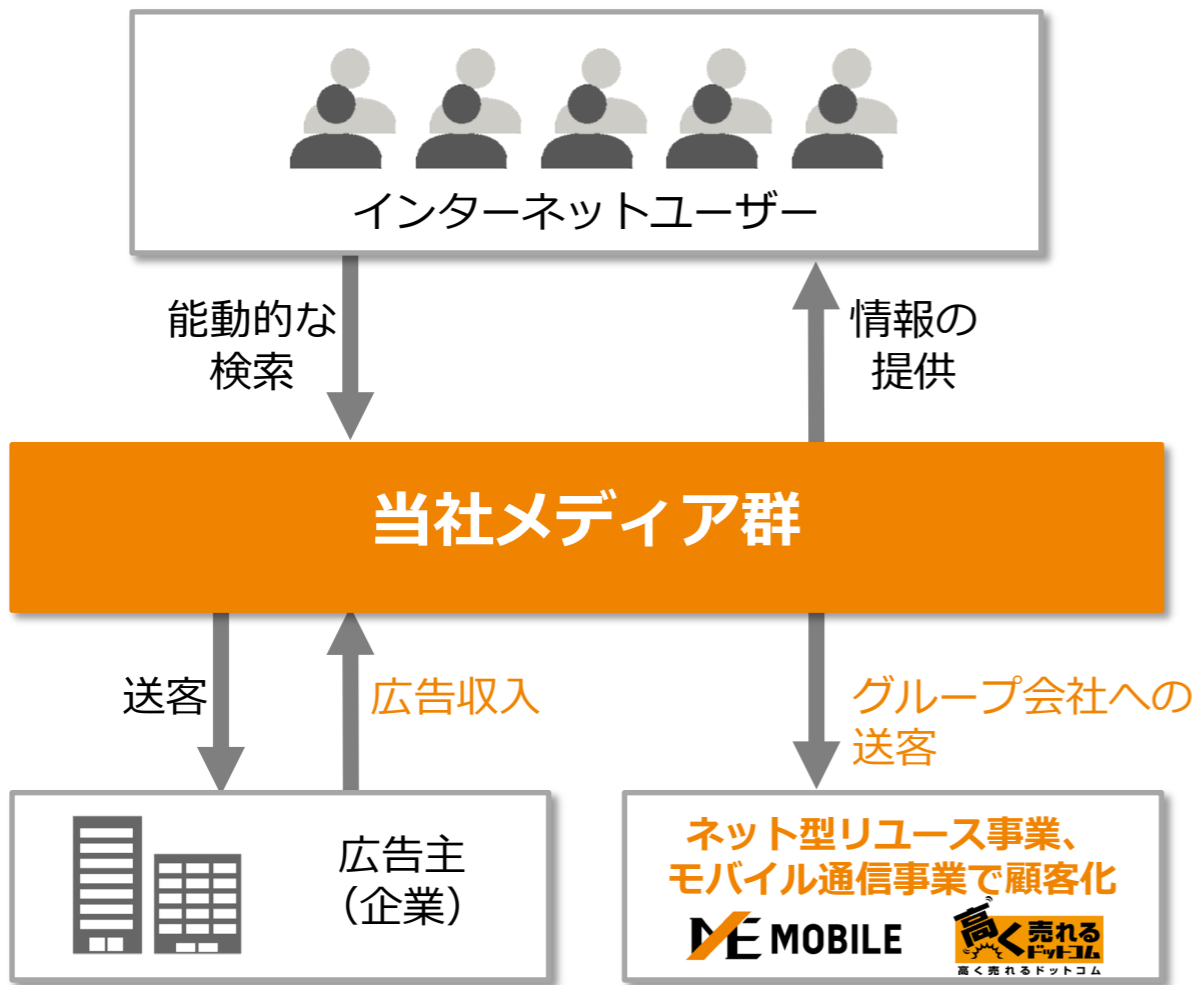 インターネットユーザー
能動的な
検索
情報の
提供
当社メディア群
送客
広告収入
グループ会社への
送客
広告主
（企業）
ネット型リユース事業、
モバイル通信事業で顧客化
NE MOBILE
高く売れる
ドットコム
高く売れるドットコム